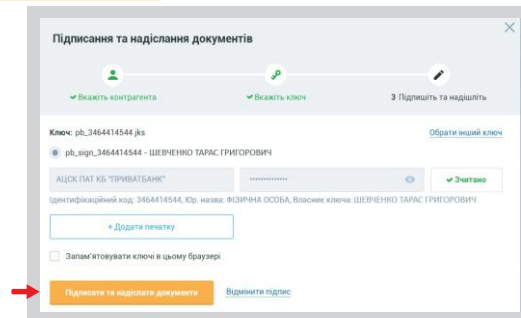 Підписання та надіслання документів
✔ Вкажіть контрагента
✔ Вкажіть ключ
3 Підпишіть та надішліть
Ключ: pb_3464414544.jks
Обрати інший ключ
pb_sign_3464414544 - ШЕВЧЕНКО ТАРАС ГРИГОРОВИЧ
АЦСК ПАТ КБ "ПРИВАТБАНК"
✔ Зчитано
Ідентифікаційний код: 3464414544, Юр. назва: ФІЗИЧНА ОСОБА, Власник ключа: ШЕВЧЕНКО ТАРАС ГРИГОРОВИЧ
+ Додати печатку
Запам'ятовувати ключі в цьому браузері
Підписати та надіслати документи
Відмінити підпис